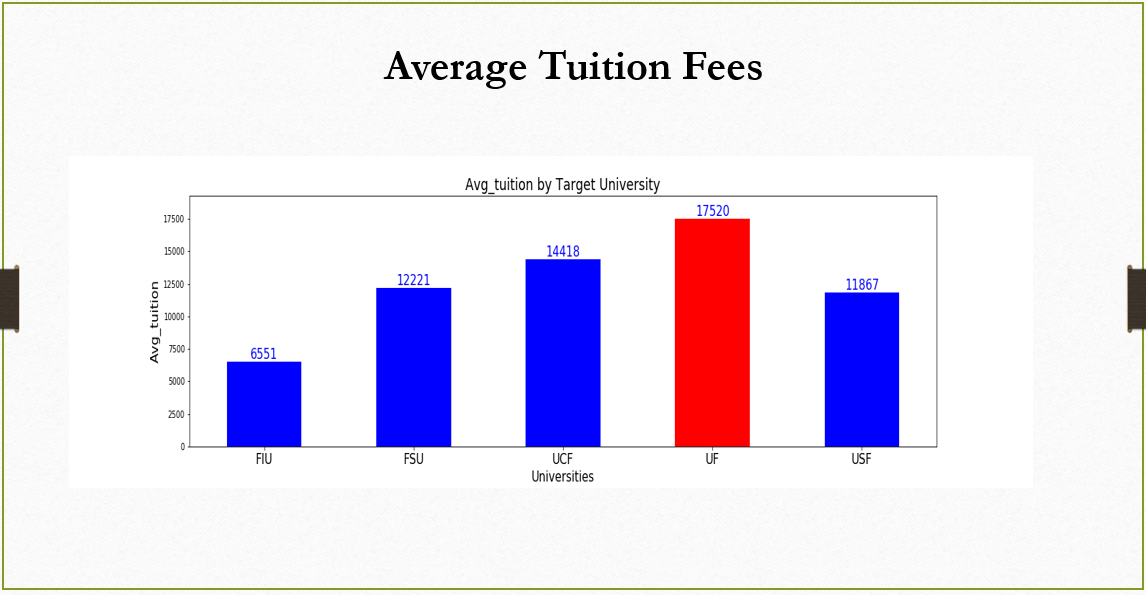 Average Tuition Fees
Avg_tuition by Target University
Avg_tuition
17500
15000
12500
10000
7500
5000
2500
0
6551
12221
14418
17520
11867
FIU
FSU
UCF
UF
USF
Universities